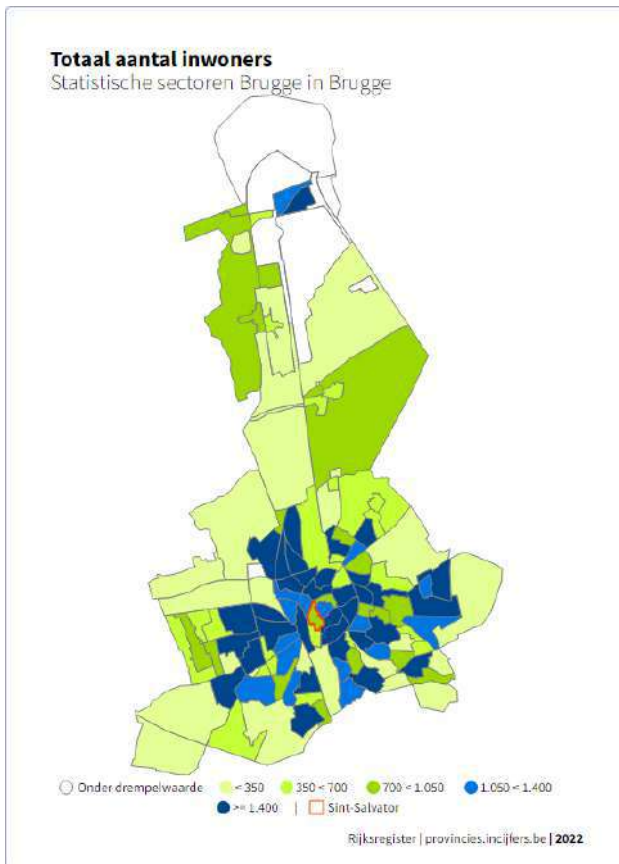 Totaal aantal inwoners
Statistische sectoren Brugge in Brugge
Onder drempelwaarde < 350 350 < 700 700 < 1.050 1.050 < 1.400
>= 1.400 | Sint-Salvator
Rijksregister | provincies.incijfers.be | 2022